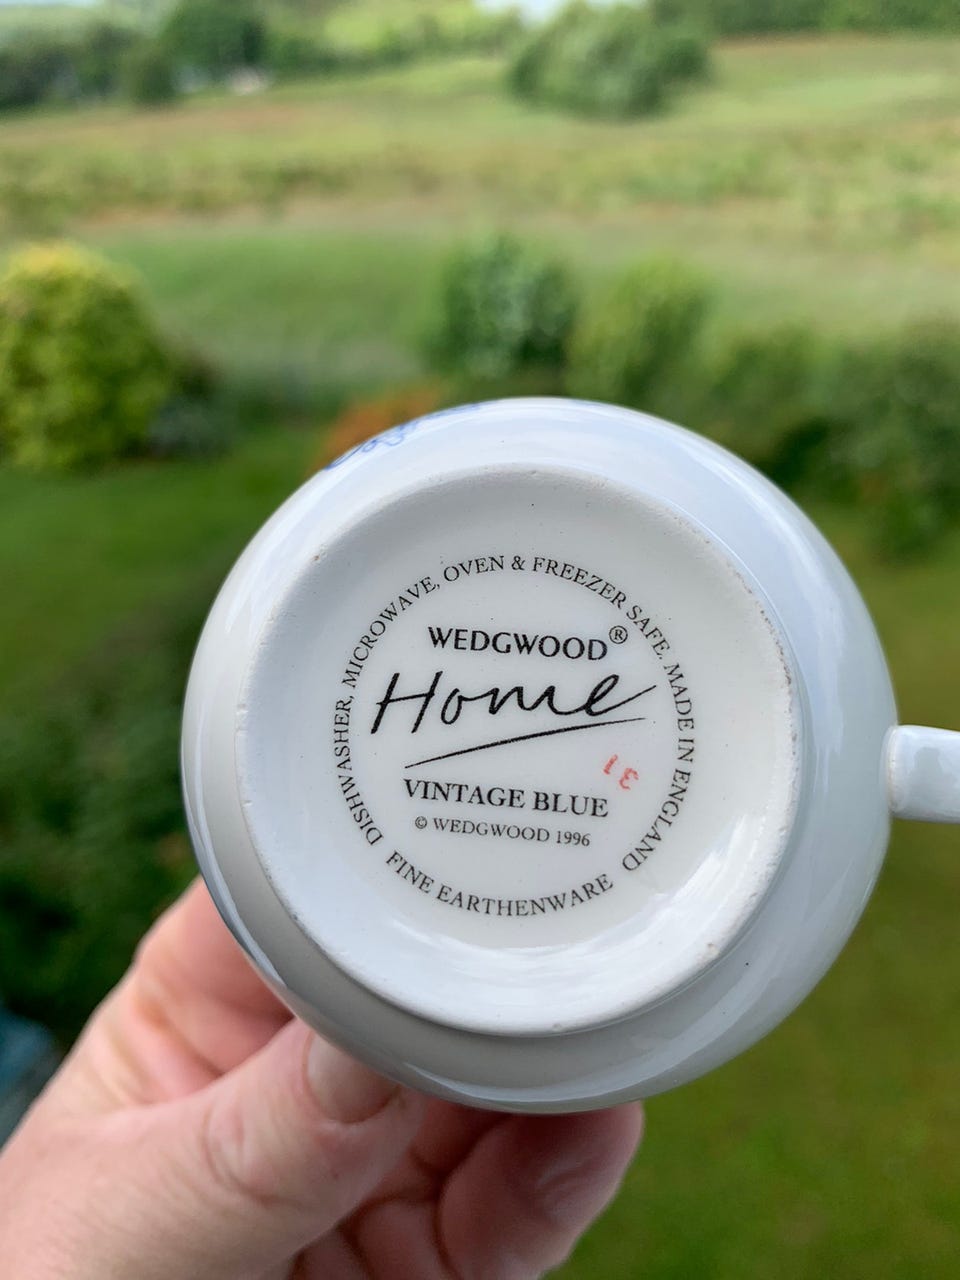 DISHWASHER, MICROWAVE, OVEN & FREEZER SAFE. MADE IN ENGLAND
WEDGWOOD®
Home
VINTAGE BLUE
© WEDGWOOD 1996
FINE EARTHENWARE
31